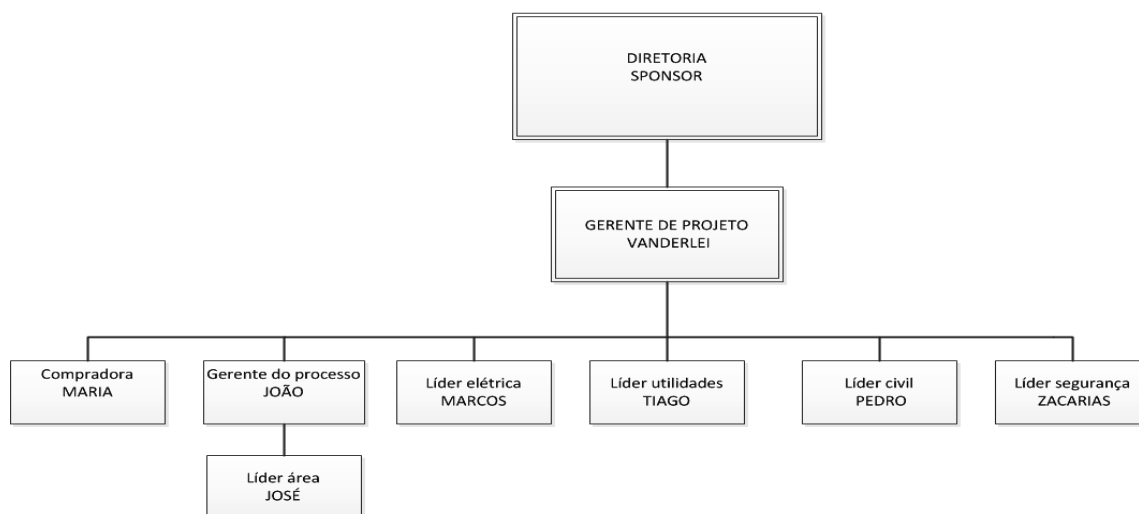 DIRETORIA
SPONSOR
GERENTE DE PROJETO
VANDERLEI
Compradora
MARIA
Gerente do processo
JOÃO
Líder elétrica
MARCOS
Líder utilidades
TIAGO
Líder civil
PEDRO
Líder segurança
ZACARIAS
Líder área
JOSÉ